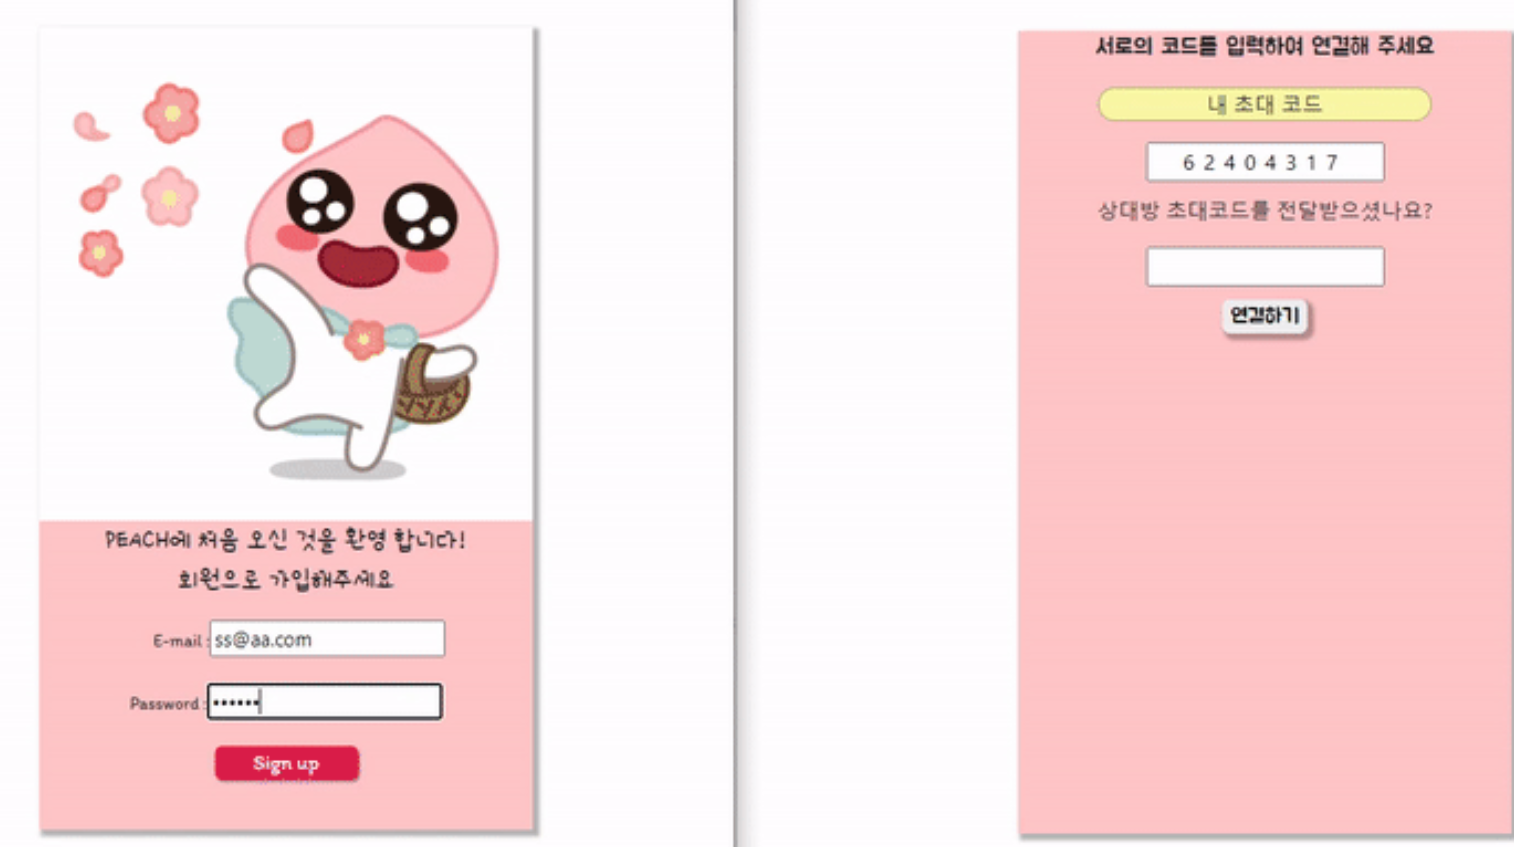 PEACH에 처음 오신 것을 환영 합니다!
회원으로 가입해주세요
E-mail : ss@aa.com
Password : ••••••
Sign up
서로의 코드를 입력하여 연결해 주세요
내 초대 코드
6 2 4 0 4 3 1 7
상대방 초대코드를 전달받으셨나요?
연결하기